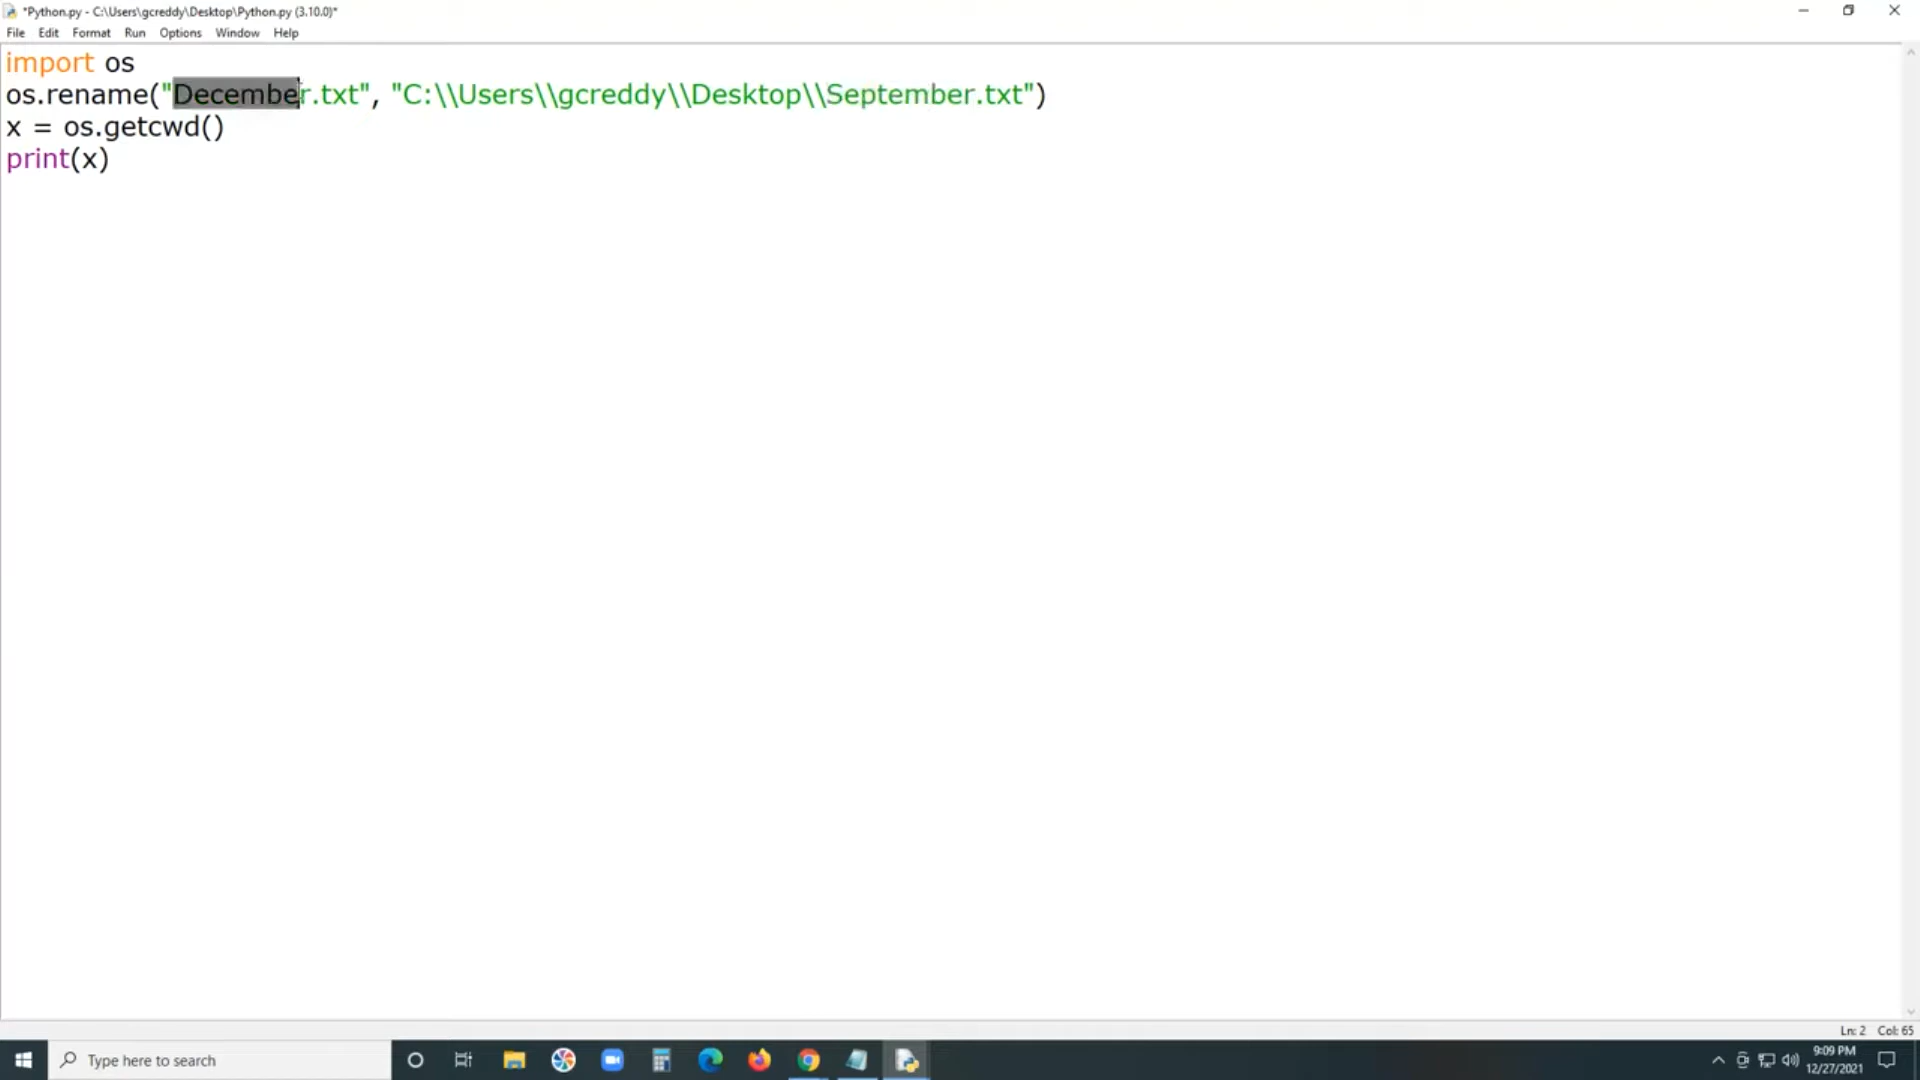 *Python.py - C:\Users\gcreddy\Desktop\Python.py (3.10.0)*
File Edit Format Run Options Window Help
import os
os.rename("December.txt", "C:\\Users\\gcreddy\\Desktop\\September.txt")
x = os.getcwd()
print(x)
Ln: 2 Col: 65
Type here to search
9:09 PM
12/27/2021